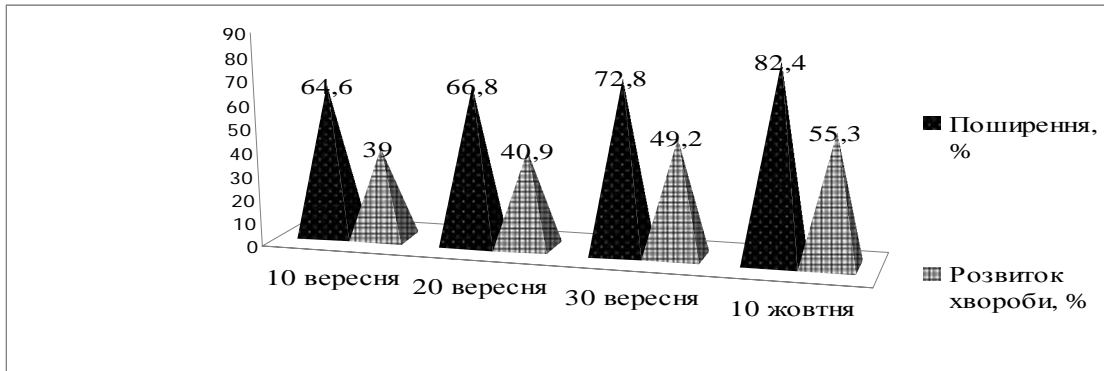 90
80
70
60
50
40
30
20
10
0
64,6
39
66,8
40,9
72,8
49,2
82,4
55,3
10 вересня
20 вересня
30 вересня
10 жовтня
Поширення,
%
Розвиток
хвороби, %